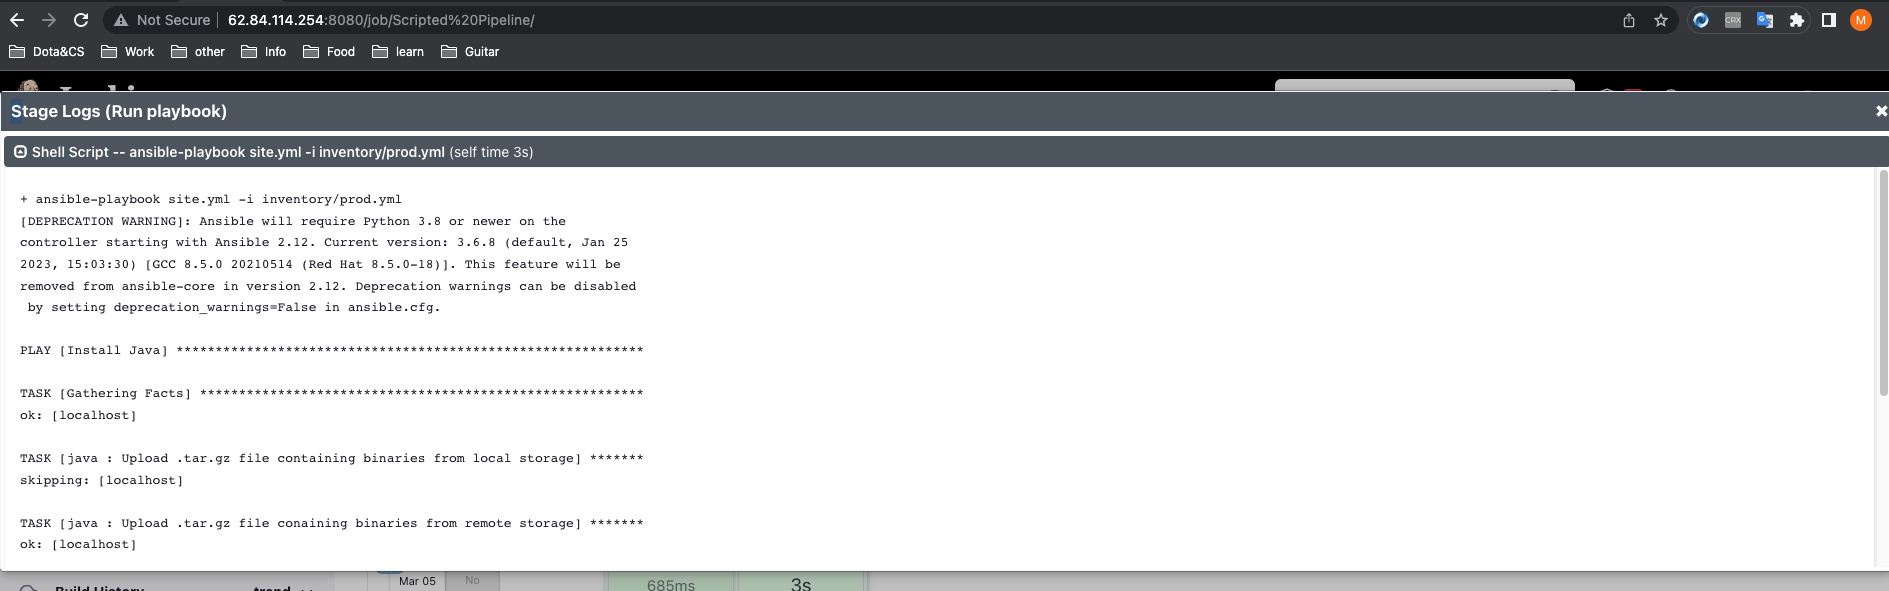 Not Secure | 62.84.114.254:8080/job/Scripted%20Pipeline/
CRX
G
M
Dota&CS Work other Info Food learn Guitar
Stage Logs (Run playbook)
Shell Script -- ansible-playbook site.yml -i inventory/prod.yml (self time 3s)
+ ansible-playbook site.yml -i inventory/prod.yml
[DEPRECATION WARNING]: Ansible will require Python 3.8 or newer on the
controller starting with Ansible 2.12. Current version: 3.6.8 (default, Jan 25
2023, 15:03:30) [GCC 8.5.0 20210514 (Red Hat 8.5.0-18)]. This feature will be
removed from ansible-core in version 2.12. Deprecation warnings can be disabled
 by setting deprecation_warnings=False in ansible.cfg.
PLAY [Install Java] ************************************************************
TASK [Gathering Facts] *********************************************************
ok: [localhost]
TASK [java : Upload .tar.gz file containing binaries from local storage] *******
skipping: [localhost]
TASK [java : Upload .tar.gz file conaining binaries from remote storage] *******
ok: [localhost]
Build History trend
Mar 05
No
685ms
3s